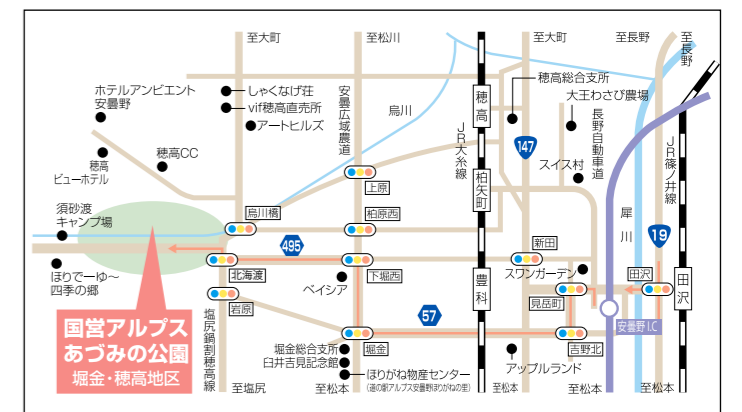 至大町
至松川
至大町
至長野
至長野
ホテルアンビエント
安曇野
しゃくなげ荘
vif穂高直売所
アートヒルズ
安曇広域農道
烏川
JR大糸線
穂高
穂高総合支所
大王わさび農場
147
長野自動車道
JR篠ノ井線
穂高
ビューホテル
穂高CC
上原
柏矢町
スイス村
犀川
須砂渡
キャンプ場
烏川橋
柏原西
19
495
新田
北海渡
下堀西
スワンガーデン
田沢
田沢
ほりでーゆ〜
四季の郷
ベイシア
豊科
見岳町
岩原
国営アルプス
あづみの公園
堀金・穂高地区
塩尻鍋割穂高線
57
安曇野I.C
堀金
吉野北
堀金総合支所
臼井吉見記念館
ほりがね物産センター
(道の駅アルプス安曇野ほりがねの里)
アップルランド
至塩尻
至松本
至松本
至松本
至松本